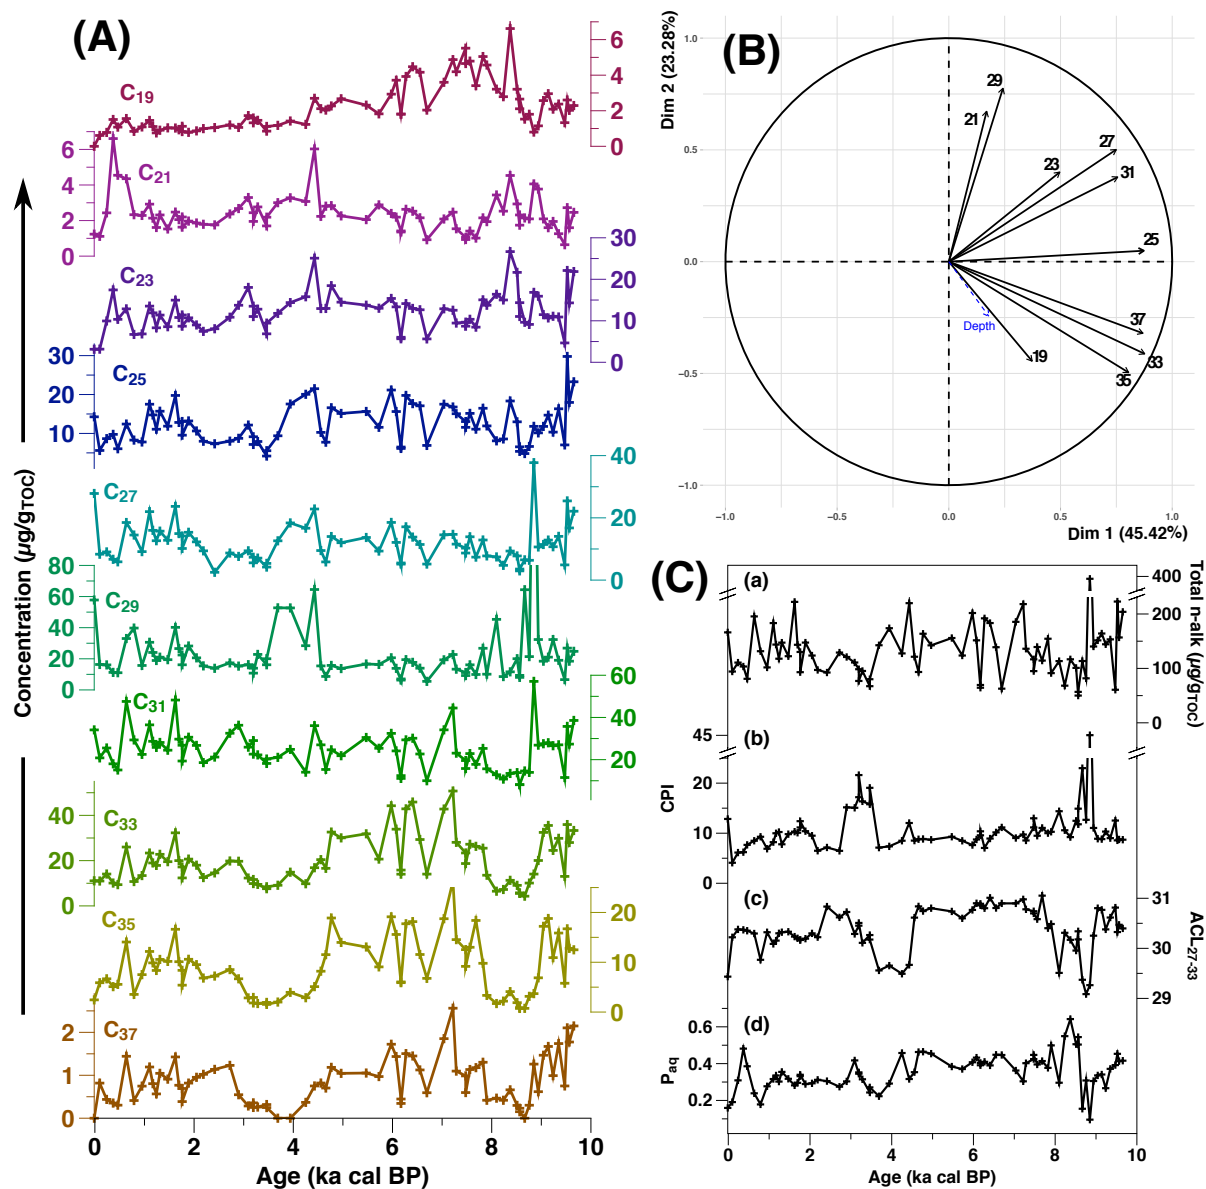 (A)
C19
6
4
2
0
C21
6
4
2
0
C23
30
20
10
0
C25
30
20
10
C27
40
20
0
C29
80
60
40
20
0
C31
60
40
20
C33
40
20
0
C35
20
10
0
C37
2
1
0
0 2 4 6 8 10
Age (ka cal BP)
Concentration (µg/gTOC)
(B)
Dim 2 (23.28%)
1.0
0.5
0.0
−0.5
−1.0
29
21
27
23
31
25
37
33
35
19
Depth
−1.0 −0.5 0.0 0.5 1.0
Dim 1 (45.42%)
(C)
(a)
400
200
100
0
Total n-alk (µg/gTOC)
(b)
45
20
10
0
CPI
(c)
31
30
29
ACL27-33
(d)
0.6
0.4
0.2
Paq
0 2 4 6 8 10
Age (ka cal BP)